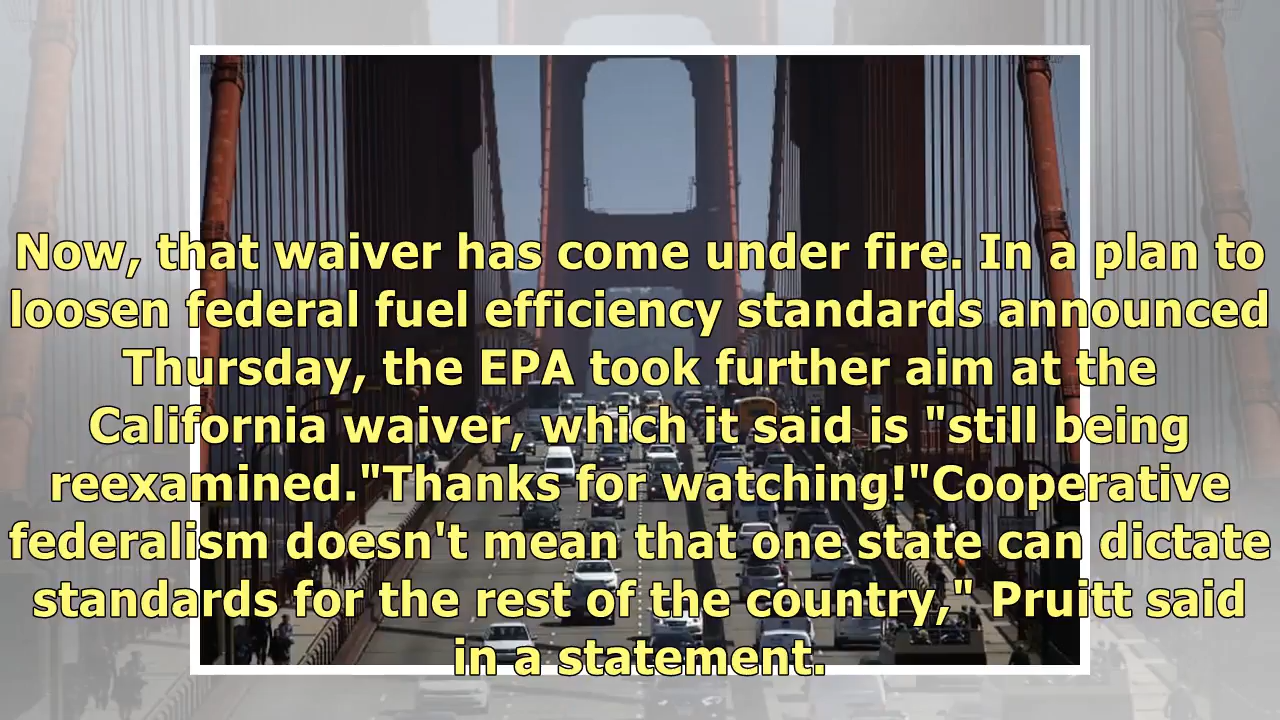 Now, that waiver has come under fire. In a plan to
loosen federal fuel efficiency standards announced
Thursday, the EPA took further aim at the
California waiver, which it said is "still being
reexamined."Thanks for watching!"Cooperative
federalism doesn't mean that one state can dictate
standards for the rest of the country," Pruitt said
in a statement.